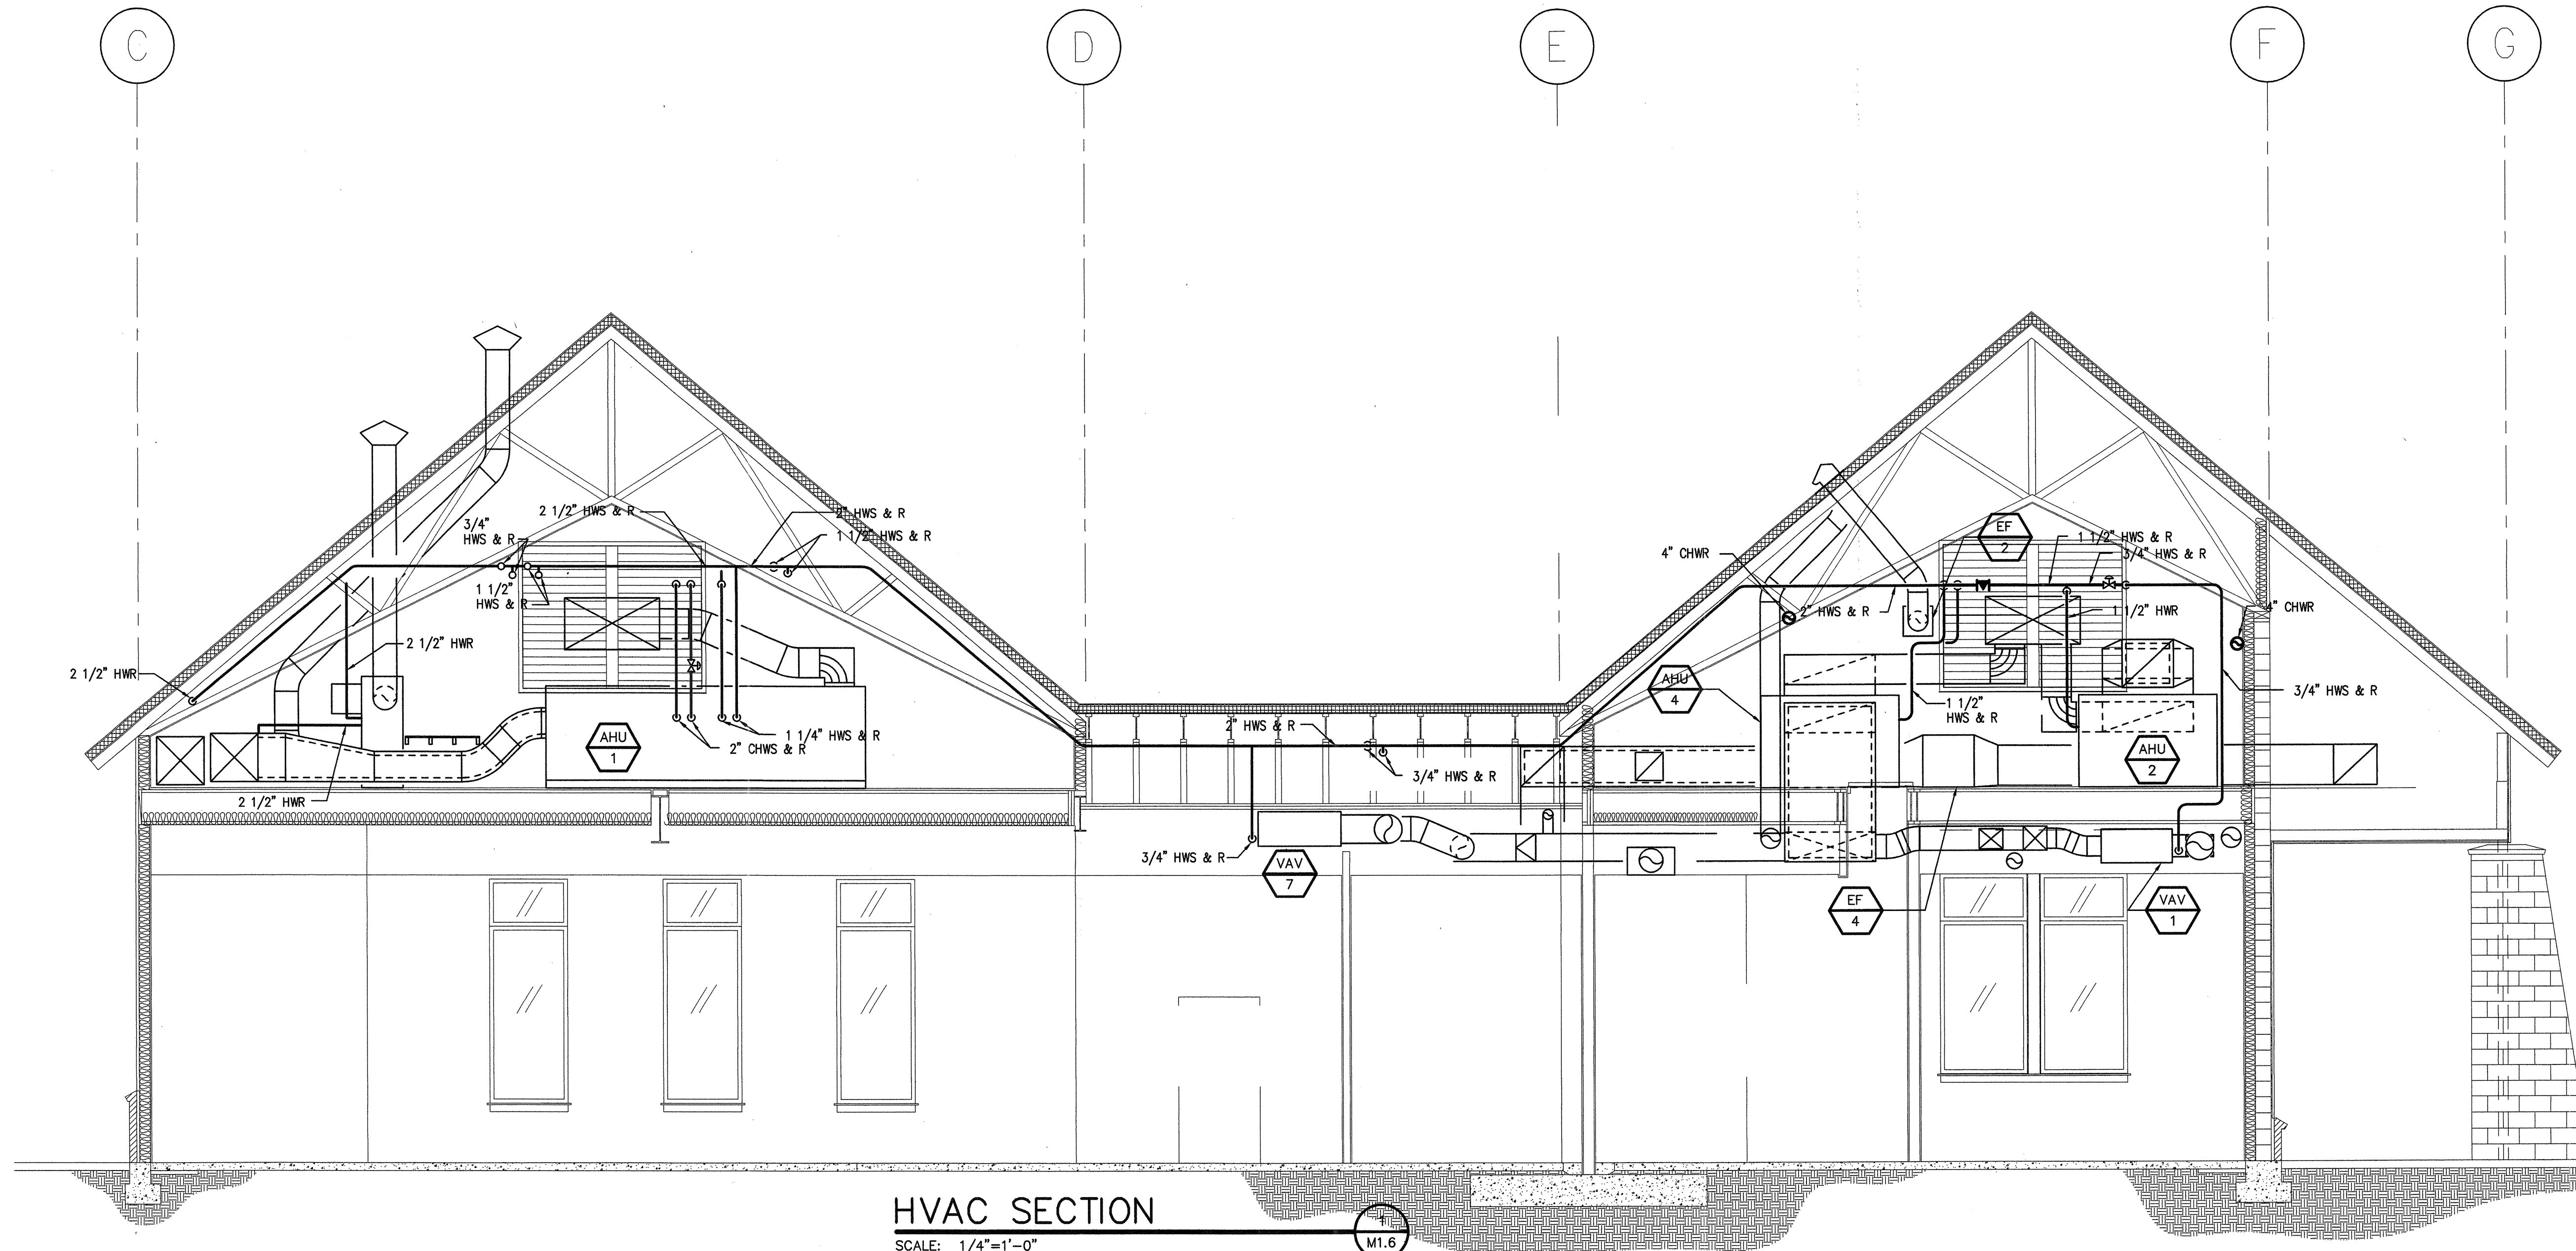 C
D
E
F
G
2 1/2" HWS & R
2" HWS & R
3/4"
HWS & R
1 1/2" HWS & R
1 1/2"
HWS & R
2 1/2" HWR
2 1/2" HWR
2 1/2" HWR
AHU
1
1 1/4" HWS & R
2" CHWS & R
2" HWS & R
3/4" HWS & R
3/4" HWS & R
VAV
7
EF
2
1 1/2" HWS & R
3/4" HWS & R
4" CHWR
2" HWS & R
1 1/2" HWR
4" CHWR
AHU
4
1 1/2"
HWS & R
3/4" HWS & R
AHU
2
EF
4
VAV
1
HVAC SECTION
SCALE: 1/4"=1'-0"
1
M1.6